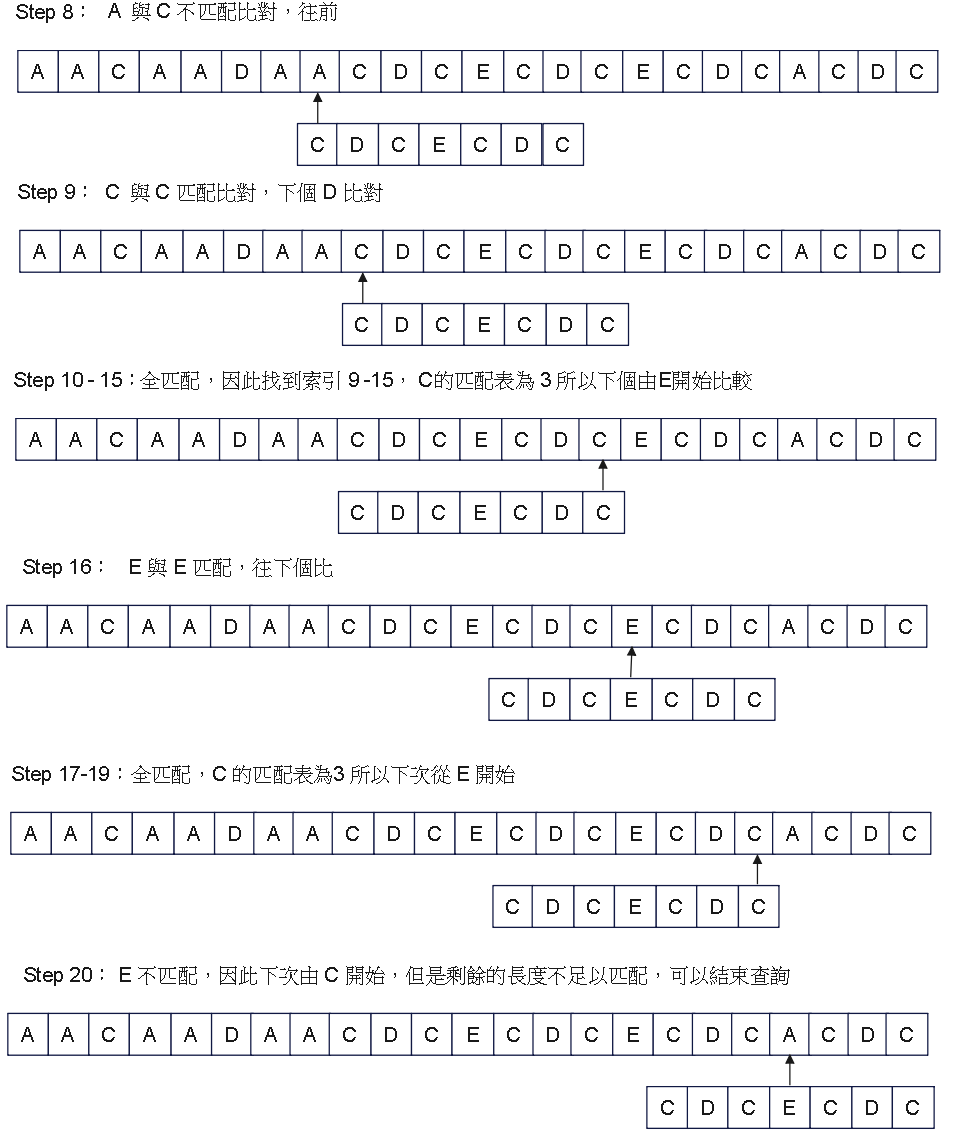 Step 8： A 與 C 不匹配比對，往前
A A C A A D A A C D C E C D C E C D C A C D C
C D C E C D C
Step 9： C 與 C 匹配比對，下個 D 比對
A A C A A D A A C D C E C D C E C D C A C D C
C D C E C D C
Step 10 - 15：全匹配，因此找到索引 9 -15， C的匹配表為 3 所以下個由E開始比較
A A C A A D A A C D C E C D C E C D C A C D C
C D C E C D C
Step 16： E 與 E 匹配，往下個比
A A C A A D A A C D C E C D C E C D C A C D C
C D C E C D C
Step 17-19：全匹配，C 的匹配表為3 所以下次從 E 開始
A A C A A D A A C D C E C D C E C D C A C D C
C D C E C D C
Step 20： E 不匹配，因此下次由 C 開始，但是剩餘的長度不足以匹配，可以結束查詢
A A C A A D A A C D C E C D C E C D C A C D C
C D C E C D C